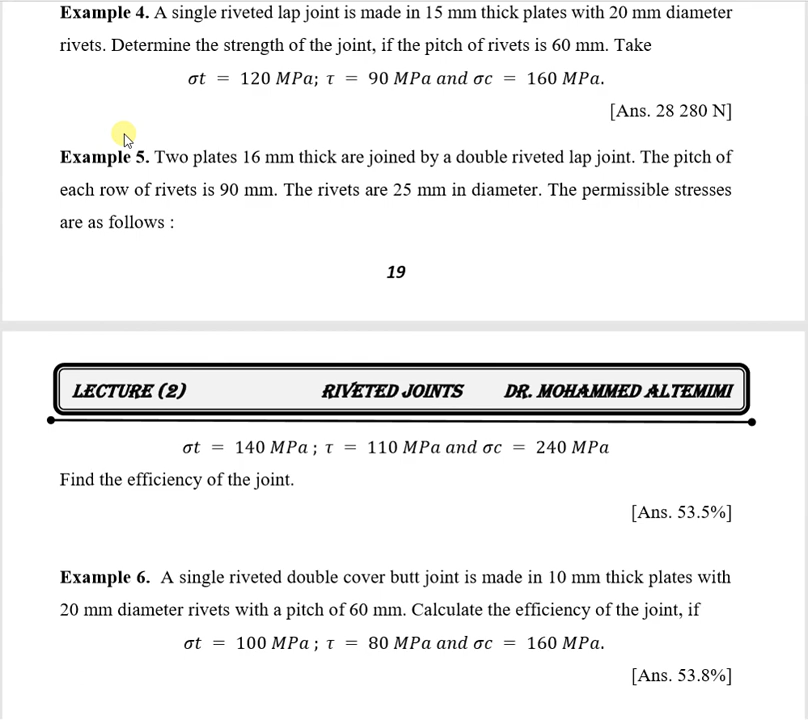 Example 4. A single riveted lap joint is made in 15 mm thick plates with 20 mm diameter
rivets. Determine the strength of the joint, if the pitch of rivets is 60 mm. Take
σt = 120 MPa; τ = 90 MPa and σc = 160 MPa.
[Ans. 28 280 N]
Example 5. Two plates 16 mm thick are joined by a double riveted lap joint. The pitch of
each row of rivets is 90 mm. The rivets are 25 mm in diameter. The permissible stresses
are as follows :
19
LECTURE (2) RIVETED JOINTS DR. MOHAMMED ALTEMIMI
σt = 140 MPa ; τ = 110 MPa and σc = 240 MPa
Find the efficiency of the joint.
[Ans. 53.5%]
Example 6. A single riveted double cover butt joint is made in 10 mm thick plates with
20 mm diameter rivets with a pitch of 60 mm. Calculate the efficiency of the joint, if
σt = 100 MPa ; τ = 80 MPa and σc = 160 MPa.
[Ans. 53.8%]